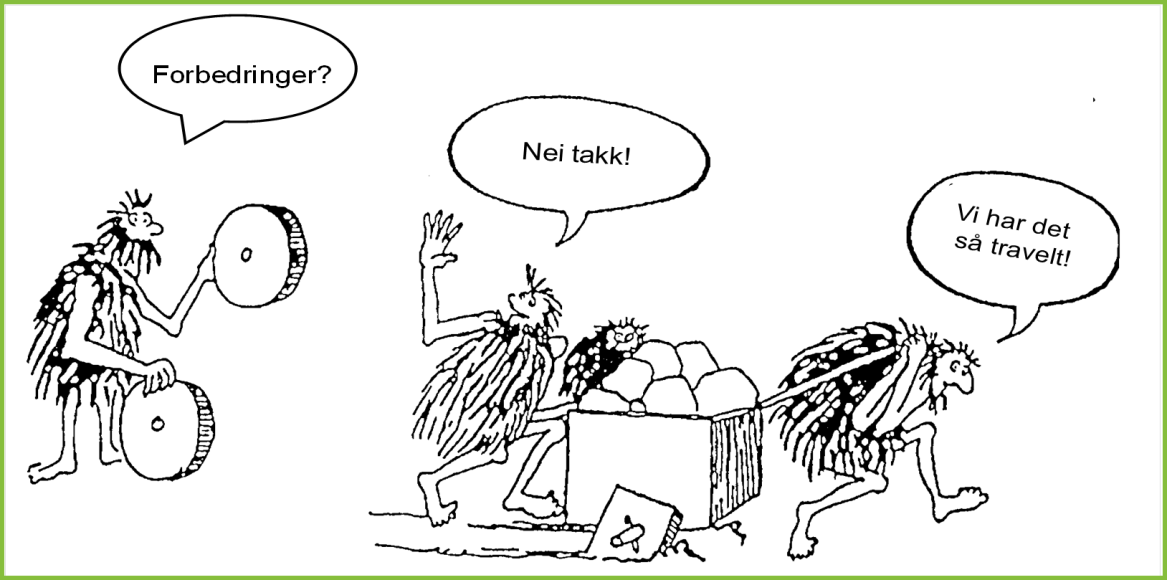 Forbedringer?
Nei takk!
Vi har det
så travelt!